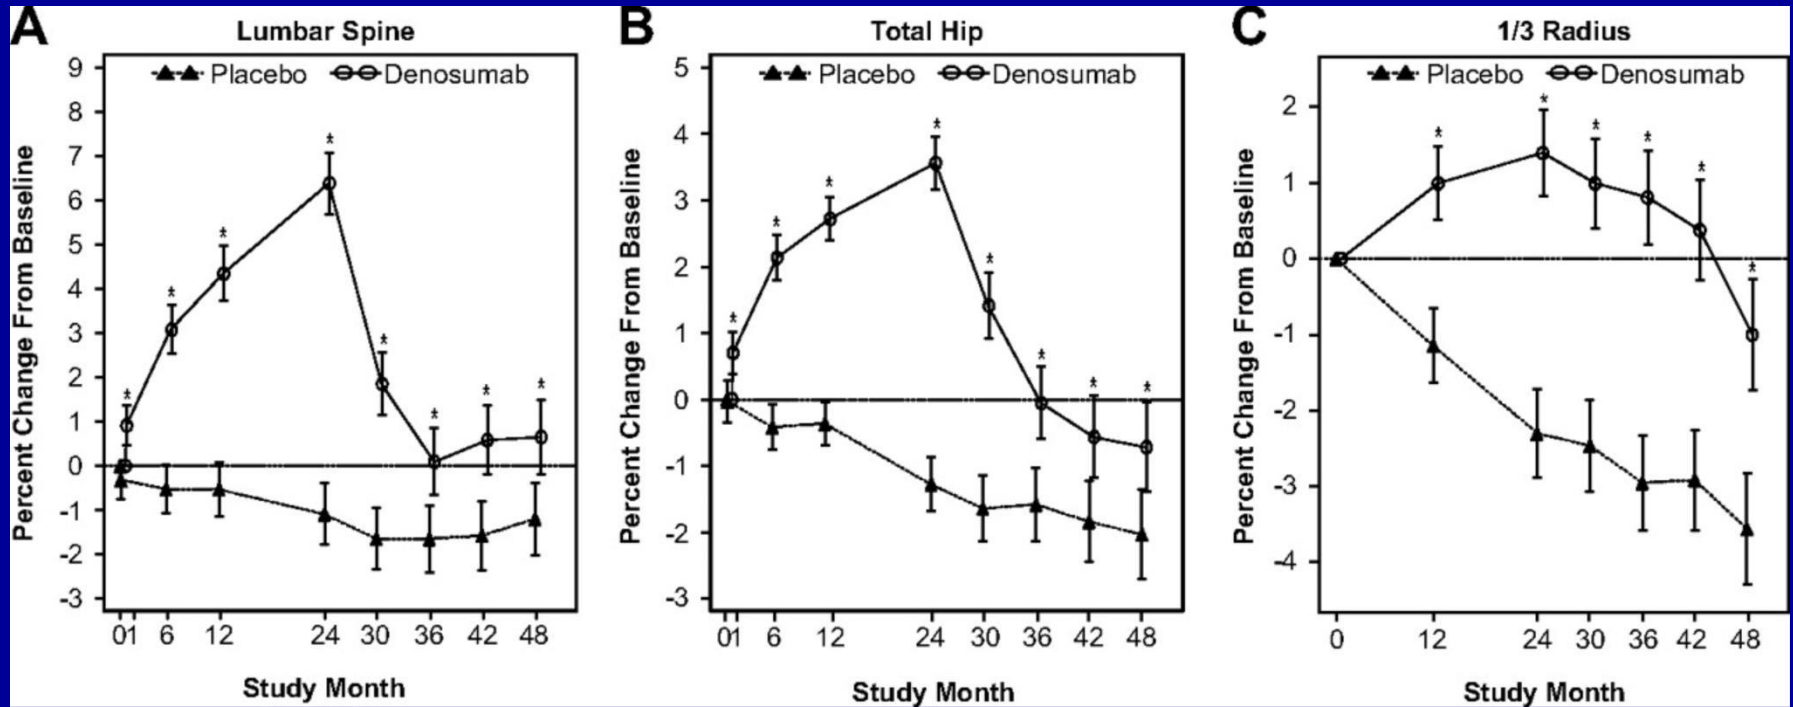 A
Lumbar Spine
Placebo Denosumab
Percent Change From Baseline
9
8
7
6
5
4
3
2
1
0
-1
-2
-3
* * * * * * * *
01 6 12 24 30 36 42 48
Study Month
B
Total Hip
Placebo Denosumab
Percent Change From Baseline
5
4
3
2
1
0
-1
-2
-3
* * * * * * * *
01 6 12 24 30 36 42 48
Study Month
C
1/3 Radius
Placebo Denosumab
Percent Change From Baseline
2
1
0
-1
-2
-3
-4
* * * * * *
0 12 24 30 36 42 48
Study Month